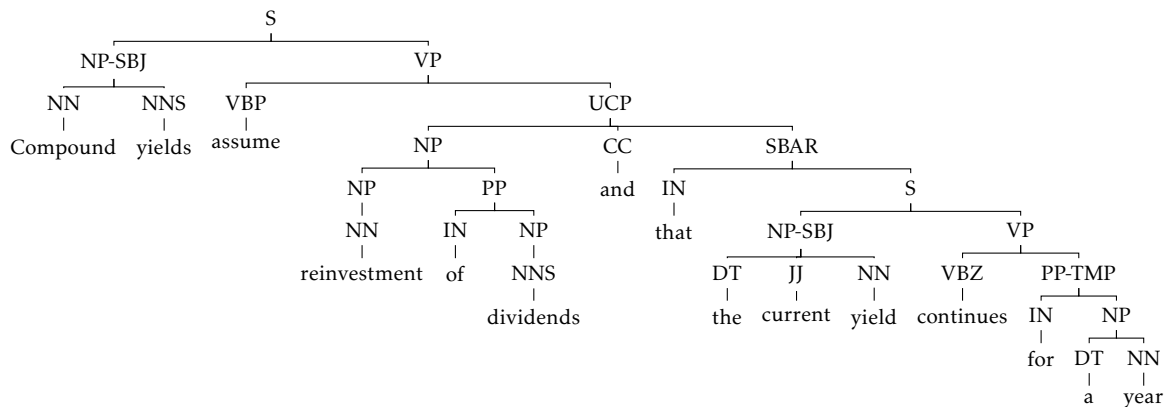 S
NP-SBJ VP
NN NNS VBP UCP
Compound yields assume NP CC SBAR
NP PP and IN S
NN IN NP that NP-SBJ VP
reinvestment of NNS DT JJ NN VBZ PP-TMP
dividends the current yield continues IN NP
for DT NN
a year